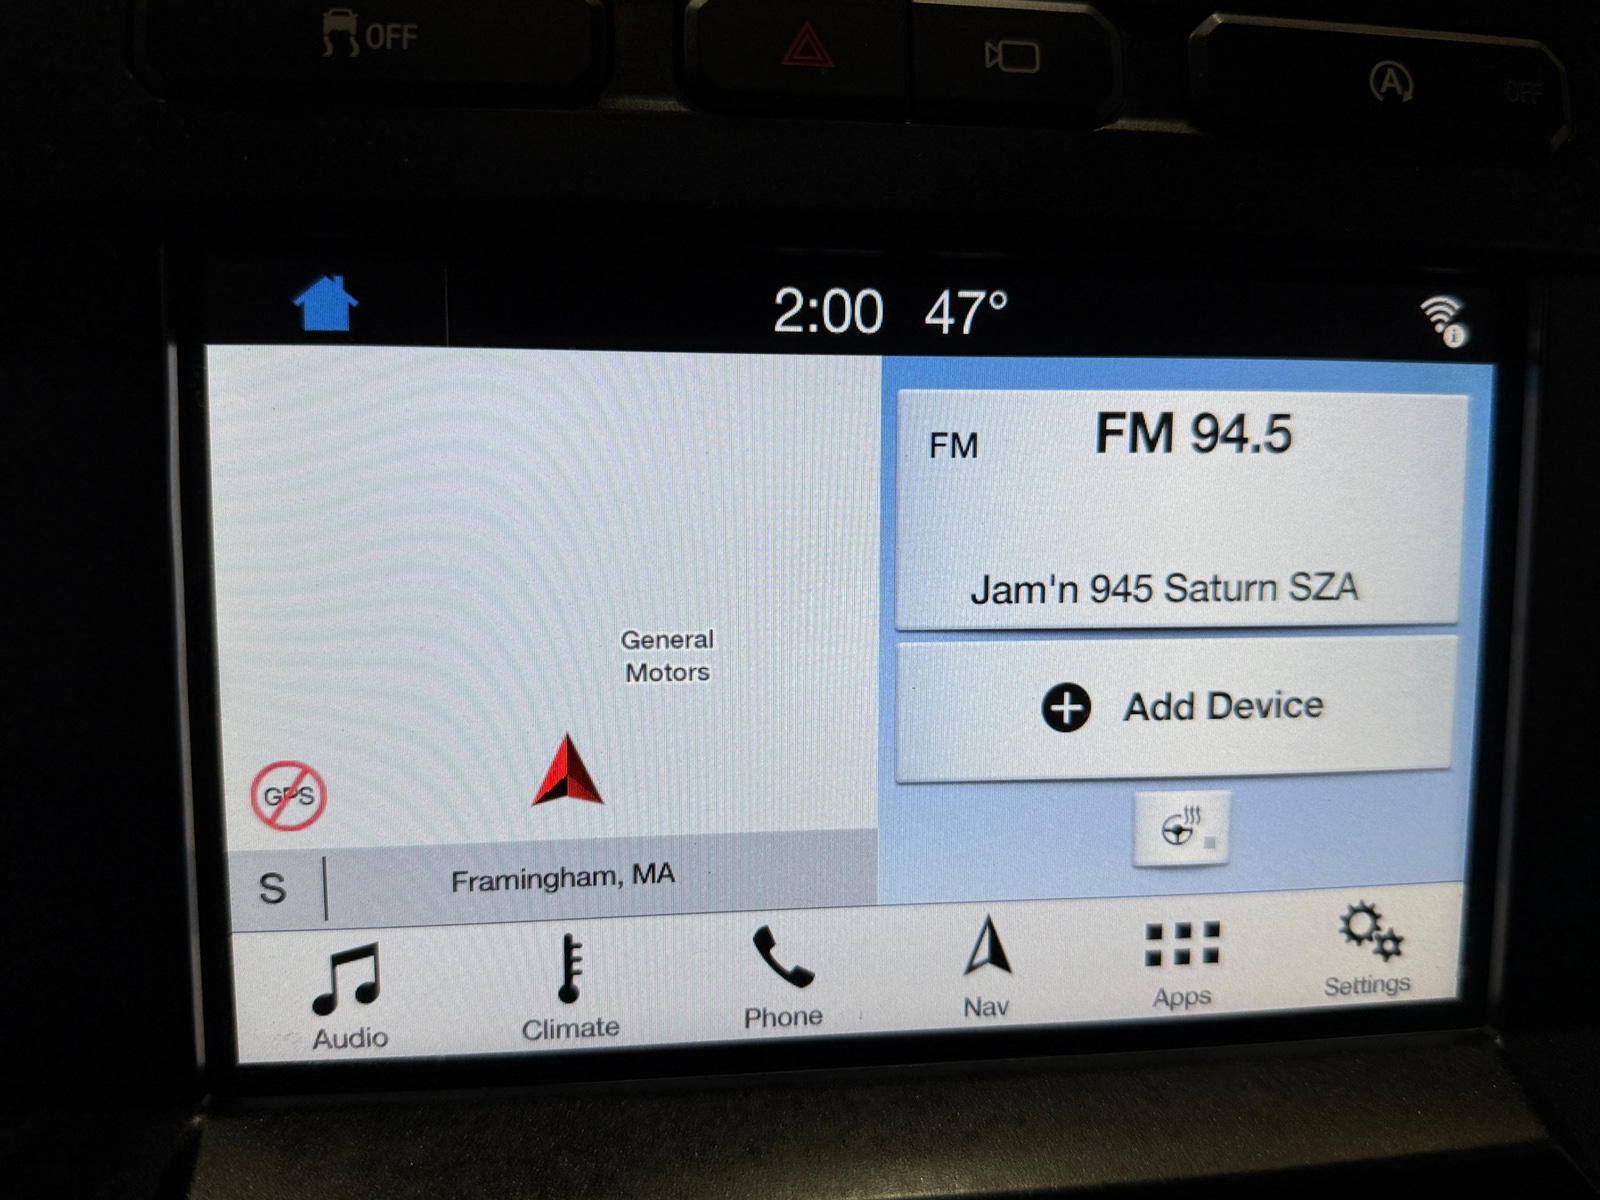 OFF
A
OFF
2:00 47°
i
FM FM 94.5
Jam'n 945 Saturn SZA
General
Motors
Add Device
GPS
S
Framingham, MA
Audio
Climate
Phone
Nav
Apps
Settings